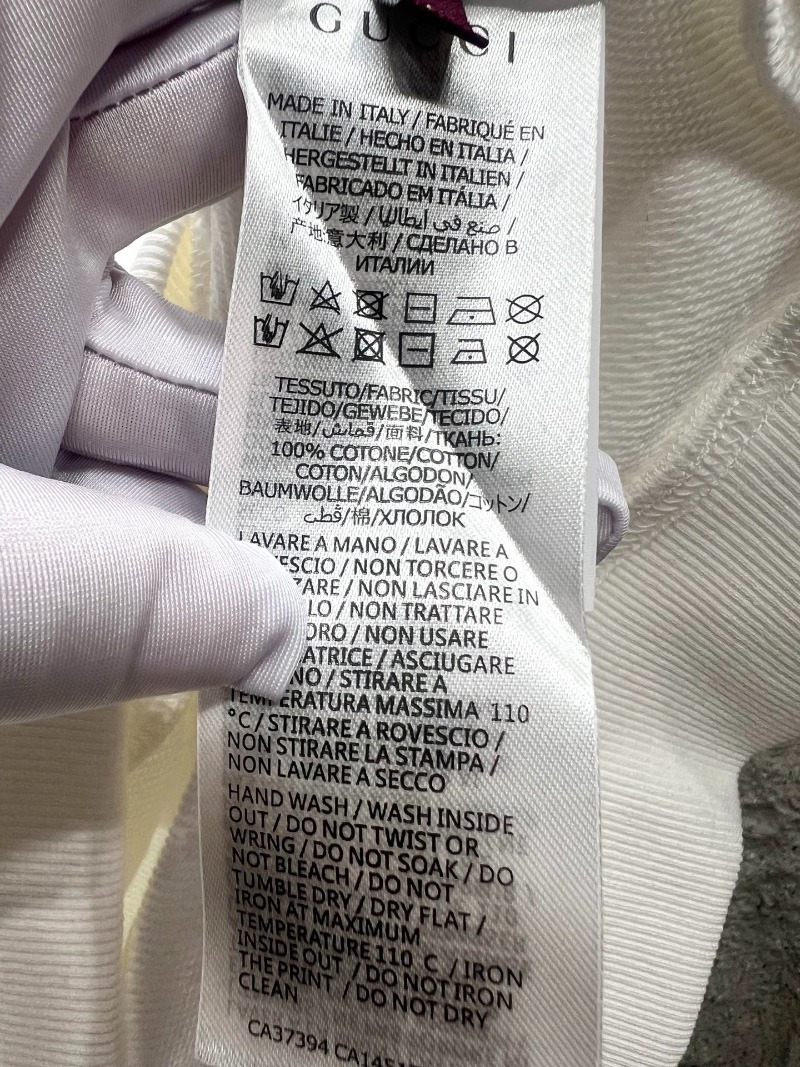 GUCCI
MADE IN ITALY / FABRIQUÉ EN
ITALIE / HECHO EN ITALIA /
HERGESTELLT IN ITALIEN /
FABRICADO EM ITÁLIA /
イタリア製 / صنع في ايطاليا /
产地意大利 / СДЕЛАНО В
ИТАЛИИ
TESSUTO/FABRIC/TISSU/
TEJIDO/GEWEBE/TECIDO/
表地/قماش/面料/ТКАНЬ:
100% COTONE/COTTON/
COTON/ALGODON/
BAUMWOLLE/ALGODÃO/コットン/
قطن/棉/ХЛОПОК
LAVARE A MANO / LAVARE A
/ NON TORCERE O
/ NON LASCIARE IN
/ NON TRATTARE
/ NON USARE
/ ASCIUGARE
/ STIRARE A
TEMPERATURA MASSIMA 110
°C / STIRARE A ROVESCIO /
NON STIRARE LA STAMPA /
NON LAVARE A SECCO
HAND WASH / WASH INSIDE
OUT / DO NOT TWIST OR
WRING / DO NOT SOAK / DO
NOT BLEACH / DO NOT
TUMBLE DRY / DRY FLAT /
IRON AT MAXIMUM
TEMPERATURE 110 C / IRON
INSIDE OUT / DO NOT IRON
THE PRINT / DO NOT DRY
CLEAN
CA37394